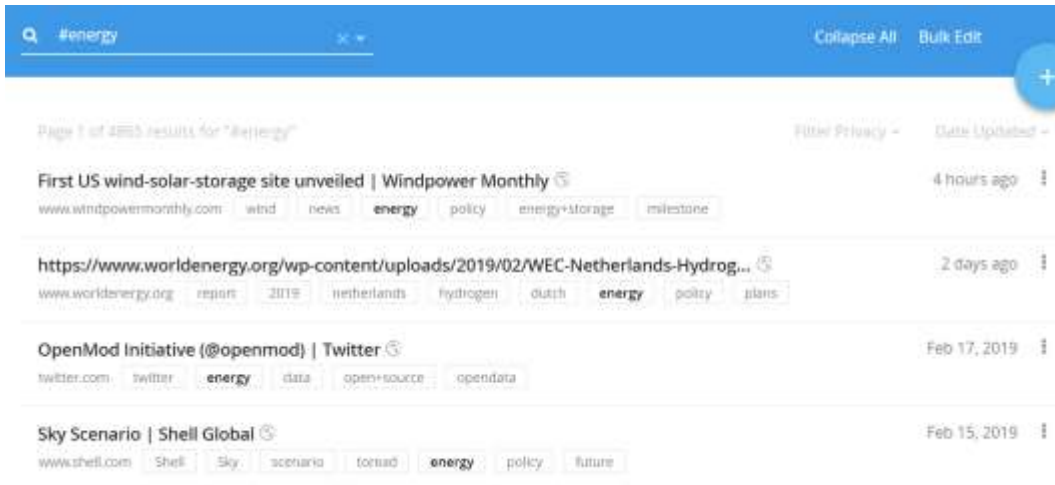 #energy
Collapse All Bulk Edit
+
Page 1 of 4865 results for "#energy" Filter Privacy Date Updated
First US wind-solar-storage site unveiled | Windpower Monthly 4 hours ago
www.windpowermonthly.com wind news energy policy energy+storage milestone
https://www.worldenergy.org/wp-content/uploads/2019/02/WEC-Netherlands-Hydrog... 2 days ago
www.worldenergy.org report 2019 netherlands hydrogen dutch energy policy plans
OpenMod Initiative (@openmod) | Twitter Feb 17, 2019
twitter.com twitter energy data open+source opendata
Sky Scenario | Shell Global Feb 15, 2019
www.shell.com Shell Sky scenario toread energy policy future